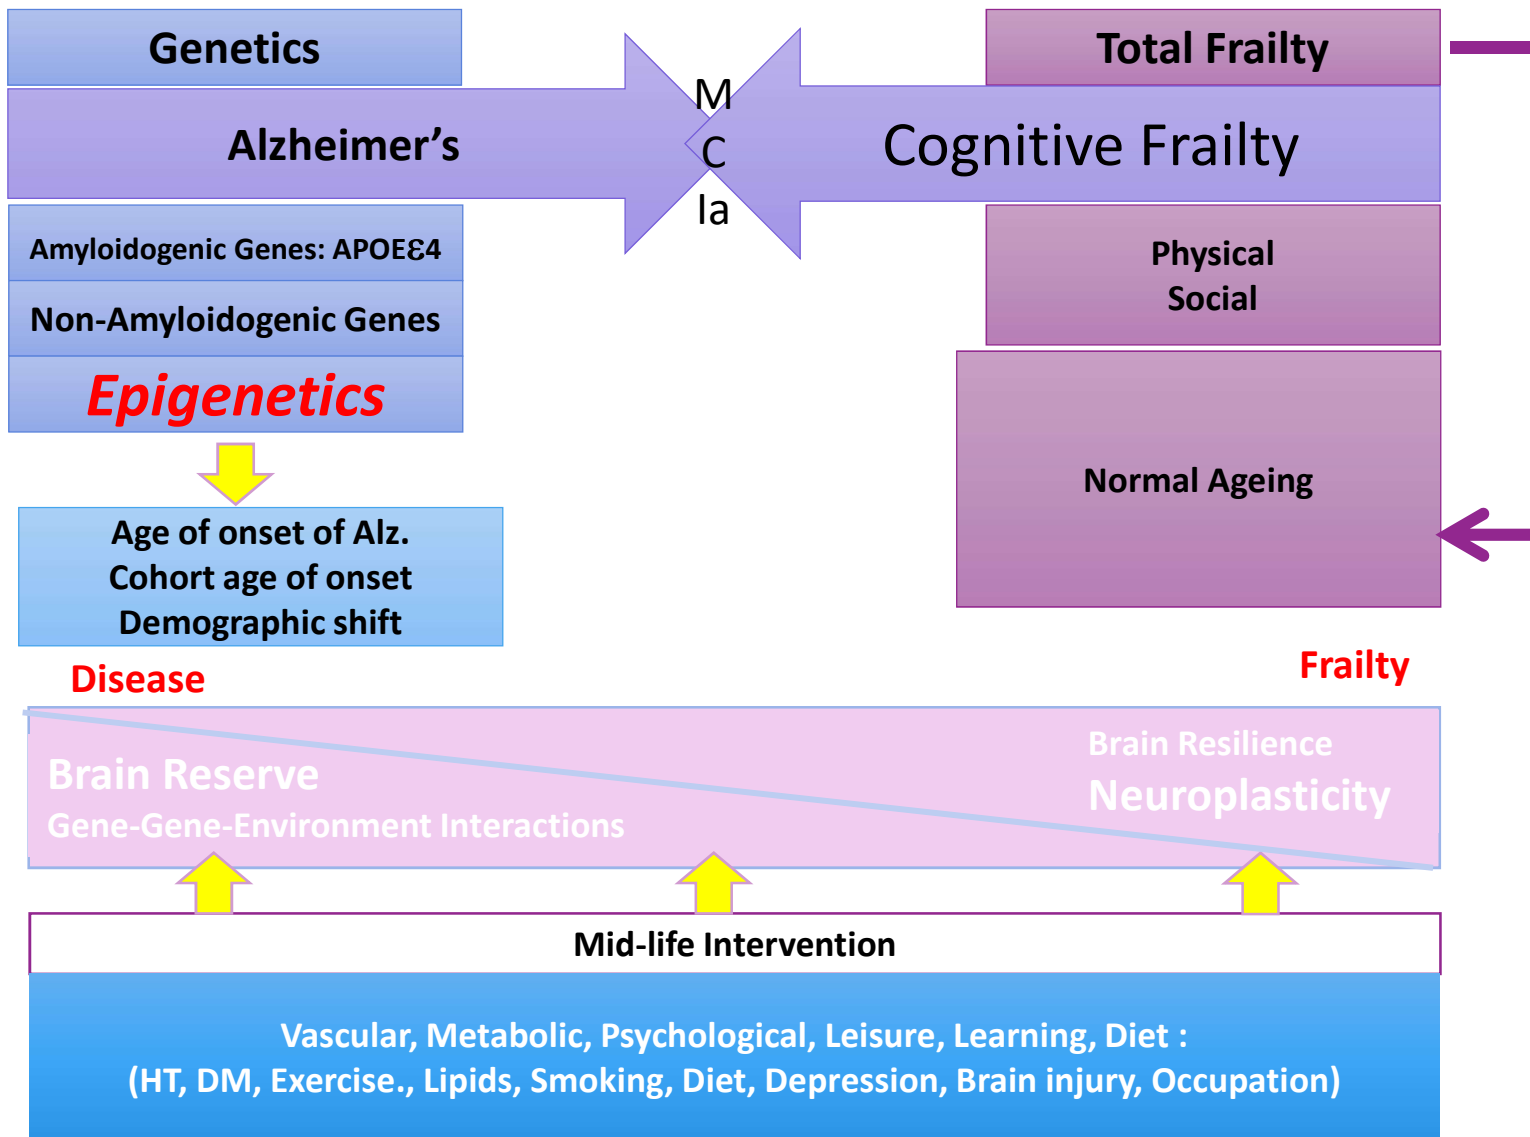 Genetics
Total Frailty
Alzheimer’s
M
C
Ia
Cognitive Frailty
Amyloidogenic Genes: APOEƐ4
Non-Amyloidogenic Genes
Epigenetics
Physical
Social
Normal Ageing
Age of onset of Alz.
Cohort age of onset
Demographic shift
Disease
Frailty
Brain Reserve
Gene-Gene-Environment Interactions
Brain Resilience
Neuroplasticity
Mid-life Intervention
Vascular, Metabolic, Psychological, Leisure, Learning, Diet :
(HT, DM, Exercise., Lipids, Smoking, Diet, Depression, Brain injury, Occupation)